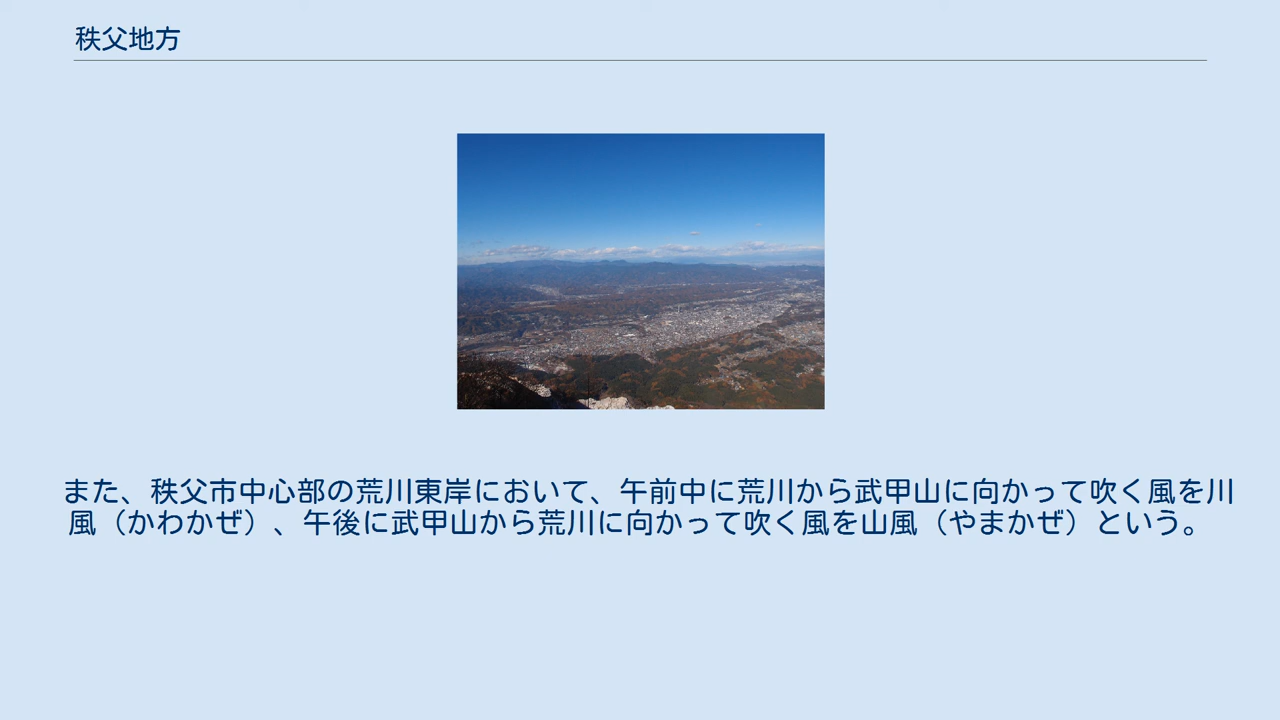 秩父地方
また、秩父市中心部の荒川東岸において、午前中に荒川から武甲山に向かって吹く風を川
風（かわかぜ）、午後に武甲山から荒川に向かって吹く風を山風（やまかぜ）という。